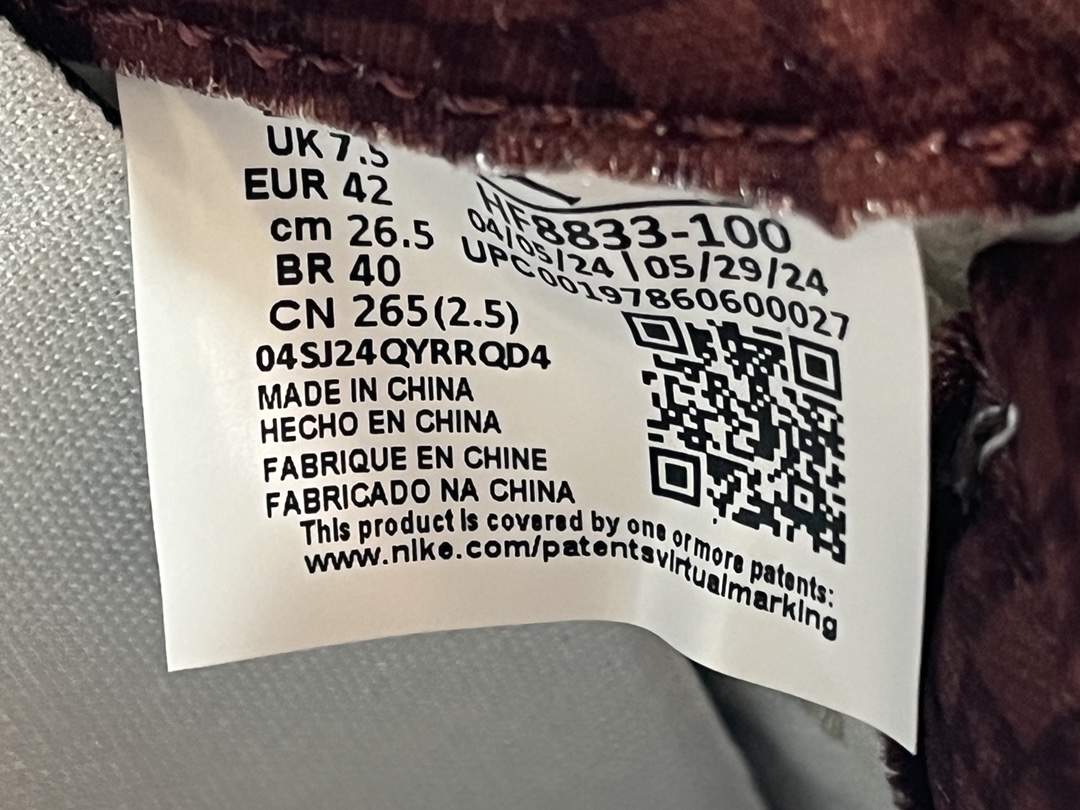 UK 7.5
EUR 42
cm 26.5
BR 40
CN 265(2.5)
04SJ24QYRRQD4
MADE IN CHINA
HECHO EN CHINA
FABRIQUE EN CHINE
FABRICADO NA CHINA
HF8833-100
04/05/24 | 05/29/24
UPC00197860600027
This product is covered by one or more patents:
www.nike.com/patentsvirtualmarking